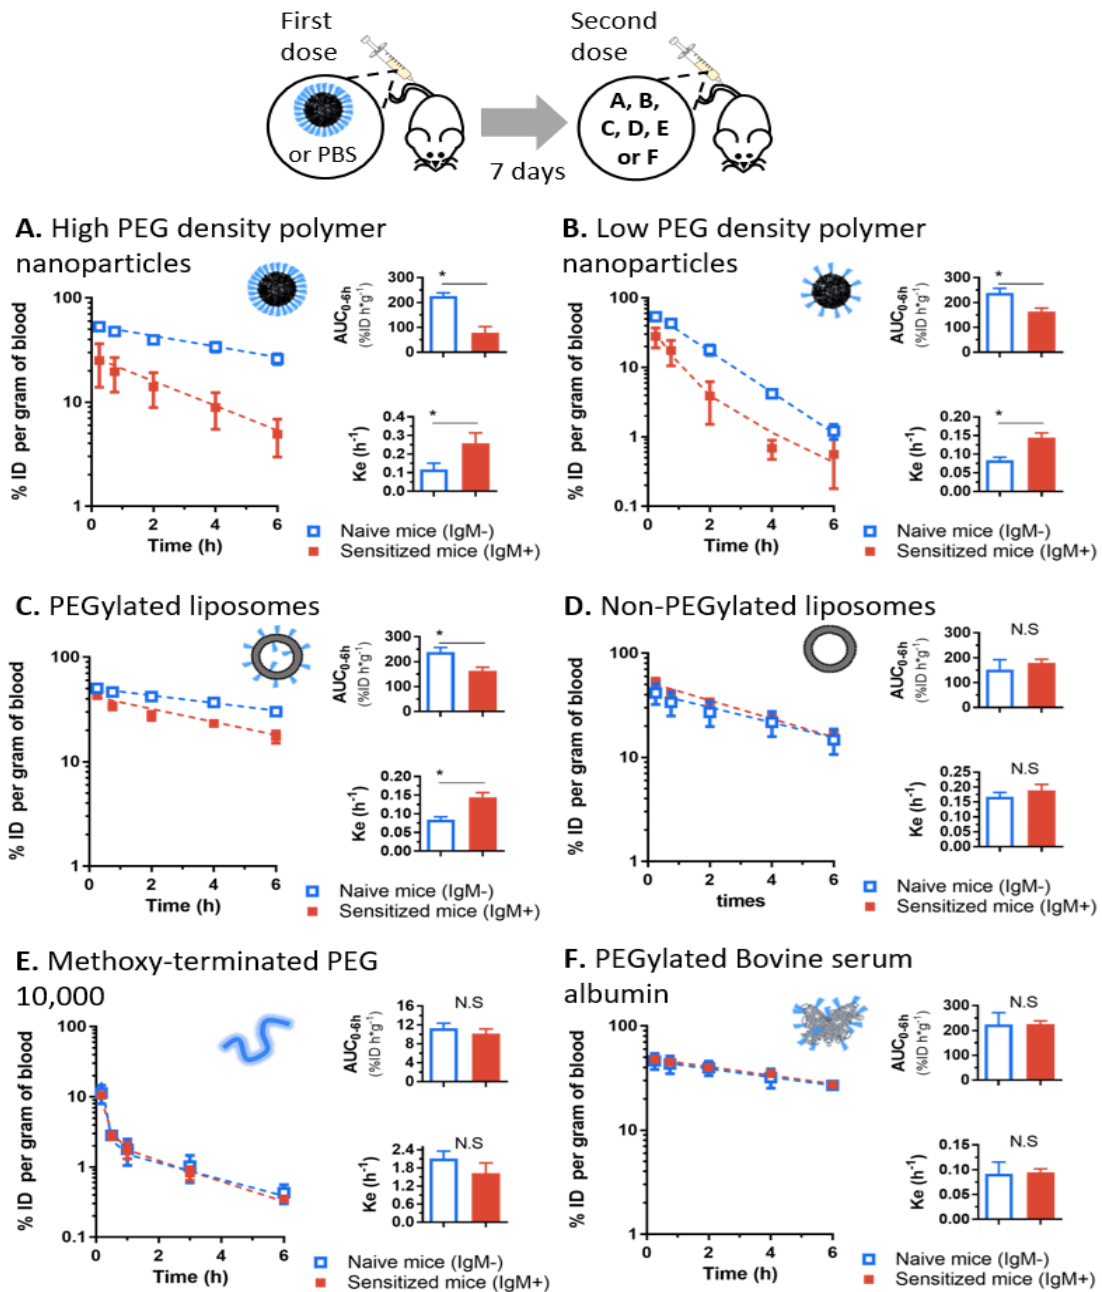 First
dose
Second
dose
or PBS
7 days
A, B,
C, D, E
or F
A. High PEG density polymer
nanoparticles
% ID per gram of blood
100
10
1
0
2
4
6
Time (h)
AUC0-6h
(%ID h*g-1)
300
200
100
0
*
Ke (h-1)
0.4
0.3
0.2
0.1
0.0
*
Naive mice (IgM-)
Sensitized mice (IgM+)
B. Low PEG density polymer
nanoparticles
% ID per gram of blood
100
10
1
0.1
0
2
4
6
Time (h)
AUC0-6h
(%ID h*g-1)
300
200
100
0
*
Ke (h-1)
0.20
0.15
0.10
0.05
0.00
*
Naive mice (IgM-)
Sensitized mice (IgM+)
C. PEGylated liposomes
% ID per gram of blood
100
10
1
0
2
4
6
Time (h)
AUC0-6h
(%ID h*g-1)
300
200
100
0
*
Ke (h-1)
0.20
0.15
0.10
0.05
0.00
*
Naive mice (IgM-)
Sensitized mice (IgM+)
D. Non-PEGylated liposomes
% ID per gram of blood
100
10
1
0
2
4
6
times
AUC0-6h
(%ID h*g-1)
300
200
100
0
N.S
Ke (h-1)
0.25
0.20
0.15
0.10
0.05
0.00
N.S
Naive mice (IgM-)
Sensitized mice (IgM+)
E. Methoxy-terminated PEG
10,000
% ID per gram of blood
100
10
1
0.1
0
2
4
6
Time (h)
AUC0-6h
(%ID h*g-1)
16
12
8
4
0
N.S
Ke (h-1)
2.4
1.8
1.2
0.6
0.0
N.S
Naive mice (IgM-)
Sensitized mice (IgM+)
F. PEGylated Bovine serum
albumin
% ID per gram of blood
100
10
1
0
2
4
6
Time (h)
AUC0-6h
(%ID h*g-1)
300
200
100
0
N.S
Ke (h-1)
0.15
0.10
0.05
0.00
N.S
Naive mice (IgM-)
Sensitized mice (IgM+)